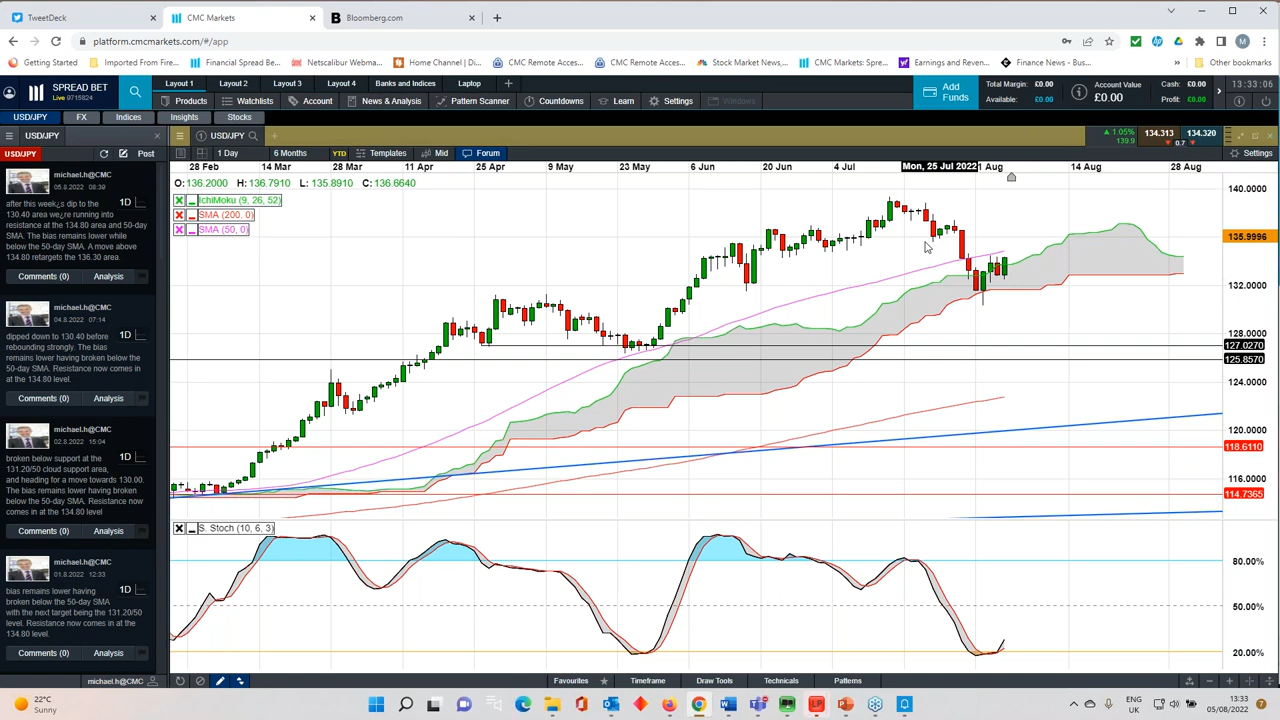 TweetDeck
CMC Markets
Bloomberg.com
platform.cmcmarkets.com/#/app
Getting Started
Imported From Fire...
Financial Spread Be...
Netscalibur Webma...
Home Channel | Di...
CMC Remote Acces...
CMC Remote Acces...
Stock Market News,...
CMC Markets: Spre...
Earnings and Reven...
Finance News - Bus...
Other bookmarks
SPREAD BET
Live 9715824
Layout 1
Layout 2
Layout 3
Layout 4
Banks and Indices
Laptop
Products
Watchlists
Account
News & Analysis
Pattern Scanner
Countdowns
Learn
Settings
Windows
Add Funds
Total Margin: £0.00
Available: £0.00
Account Value
£0.00
Cash: £0.00
Profit: £0.00
13:33:06
USD/JPY
FX
Indices
Insights
Stocks
USD/JPY
USD/JPY
1.05%
139.9
134.313
134.320
0.7
USD/JPY
Post
1 Day
6 Months
YTD
Templates
Mid
Forum
Settings
28 Feb
14 Mar
28 Mar
11 Apr
25 Apr
9 May
23 May
6 Jun
20 Jun
4 Jul
Mon, 25 Jul 2022
1 Aug
14 Aug
28 Aug
O: 136.2000 H: 136.7910 L: 135.8910 C: 136.6640
IchiMoku (9, 26, 52)
SMA (200, 0)
SMA (50, 0)
140.0000
135.9996
132.0000
128.0000
127.0270
125.8570
124.0000
120.0000
118.6110
116.0000
114.7365
S. Stoch (10, 6, 3)
80.00%
50.00%
20.00%
michael.h@CMC
05.8.2022 08:39
1D
after this week¿s dip to the
130.40 area we¿re running into
resistance at the 134.80 area and 50-day
SMA. The bias remains lower while
below the 50-day SMA. A move above
134.80 retargets the 136.30 area.
Comments (0)
Analysis
michael.h@CMC
04.8.2022 07:14
1D
dipped down to 130.40 before
rebounding strongly. The bias
remains lower having broken below the
50-day SMA. Resistance now comes in
at the 134.80 level.
Comments (0)
Analysis
michael.h@CMC
02.8.2022 15:04
1D
broken below support at the
131.20/50 cloud support area,
and heading for a move towards 130.00.
The bias remains lower having broken
below the 50-day SMA. Resistance now
comes in at the 134.80 level
Comments (0)
Analysis
michael.h@CMC
01.8.2022 12:33
1D
bias remains lower having
broken below the 50-day SMA
with the next target being the 131.20/50
level. Resistance now comes in at the
134.80 level.
Comments (0)
Analysis
michael.h@CMC
Favourites
Timeframe
Draw Tools
Technicals
Patterns
22°C
Sunny
ENG
UK
13:33
05/08/2022